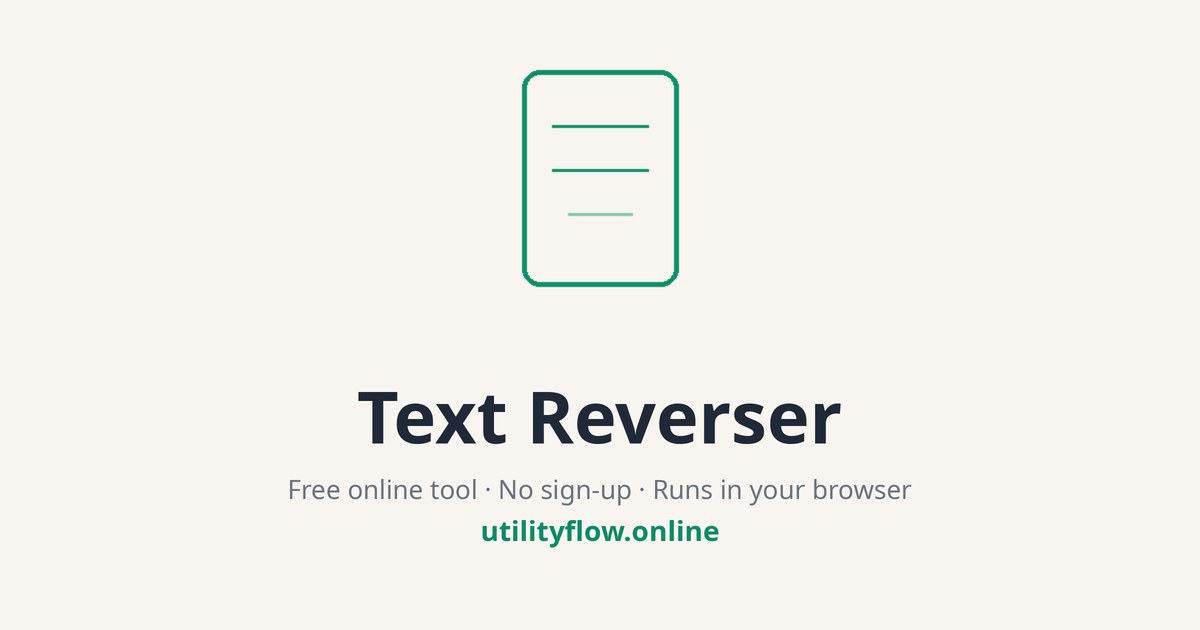 Text Reverser
Free online tool · No sign-up · Runs in your browser
utilityflow.online